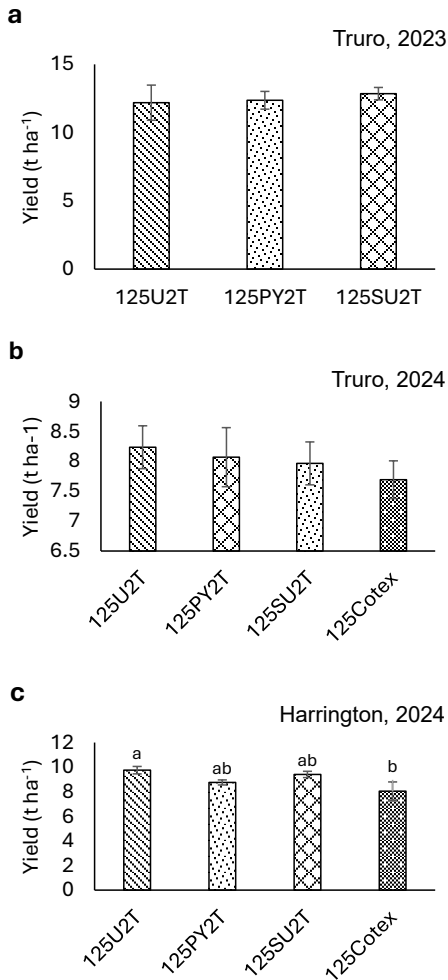 a
Truro, 2023
Yield (t ha⁻¹)
15
10
5
0
125U2T 125PY2T 125SU2T
b
Truro, 2024
Yield (t ha-1)
9
8.5
8
7.5
7
6.5
125U2T 125PY2T 125SU2T 125Cotex
c
Harrington, 2024
Yield (t ha⁻¹)
12
10
8
6
4
2
0
a ab ab b
125U2T 125PY2T 125SU2T 125Cotex